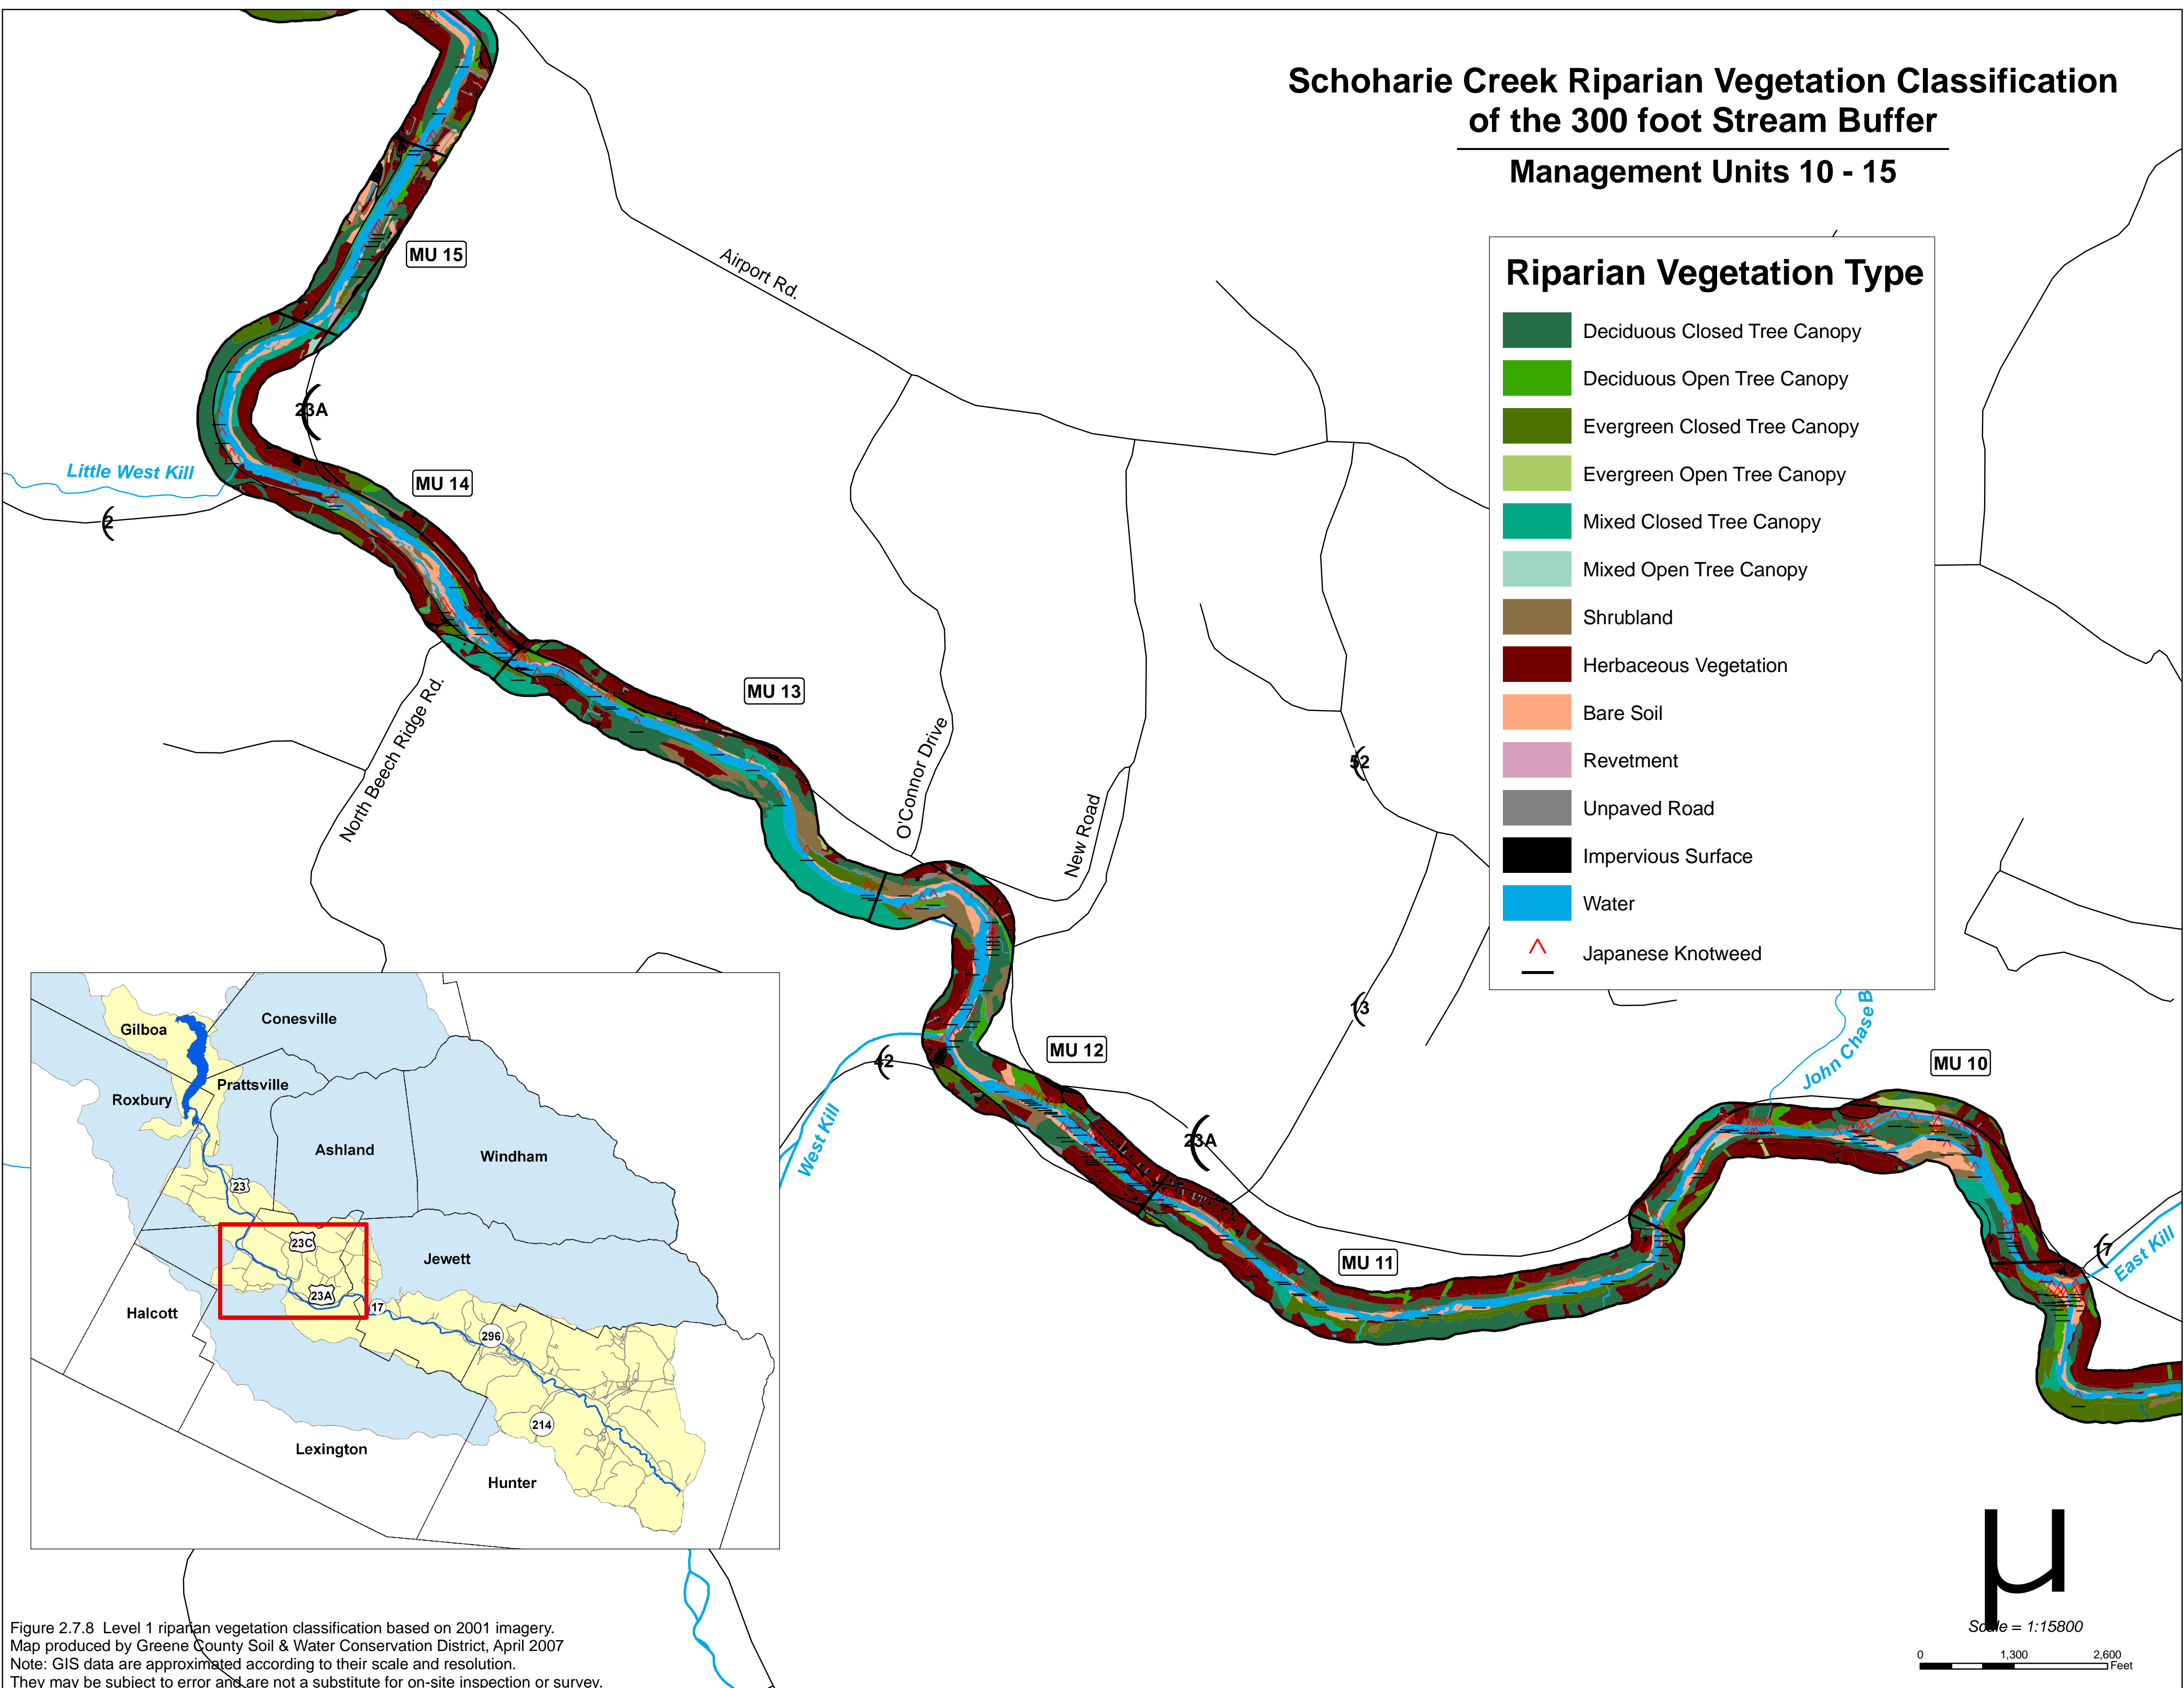 Schoharie Creek Riparian Vegetation Classification
of the 300 foot Stream Buffer
Management Units 10 - 15
Riparian Vegetation Type
Deciduous Closed Tree Canopy
Deciduous Open Tree Canopy
Evergreen Closed Tree Canopy
Evergreen Open Tree Canopy
Mixed Closed Tree Canopy
Mixed Open Tree Canopy
Shrubland
Herbaceous Vegetation
Bare Soil
Revetment
Unpaved Road
Impervious Surface
Water
Japanese Knotweed
MU 15
Airport Rd.
23A
Little West Kill
2
MU 14
MU 13
North Beech Ridge Rd.
O'Connor Drive
New Road
52
13
MU 12
42
West Kill
23A
MU 11
John Chase B
MU 10
17
East Kill
Gilboa
Conesville
Prattsville
Roxbury
Ashland
Windham
23
23C
Jewett
23A
17
Halcott
296
214
Lexington
Hunter
µ
Scale = 1:15800
0 1,300 2,600
Feet
Figure 2.7.8 Level 1 riparian vegetation classification based on 2001 imagery.
Map produced by Greene County Soil & Water Conservation District, April 2007
Note: GIS data are approximated according to their scale and resolution.
They may be subject to error and are not a substitute for on-site inspection or survey.